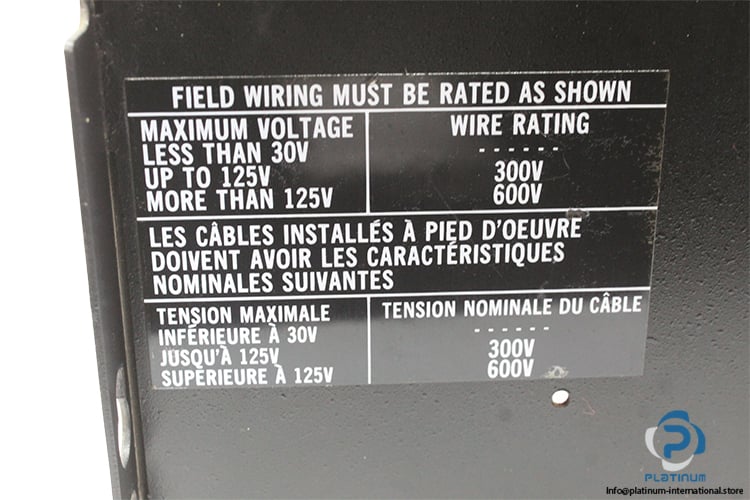 FIELD WIRING MUST BE RATED AS SHOWN
MAXIMUM VOLTAGE WIRE RATING
LESS THAN 30V ------
UP TO 125V 300V
MORE THAN 125V 600V
LES CÂBLES INSTALLÉS À PIED D'OEUVRE
DOIVENT AVOIR LES CARACTÉRISTIQUES
NOMINALES SUIVANTES
TENSION MAXIMALE TENSION NOMINALE DU CÂBLE
INFÉRIEURE À 30V ------
JUSQU'À 125V 300V
SUPÉRIEURE À 125V 600V
PLATINUM
Info@platinum-international.store